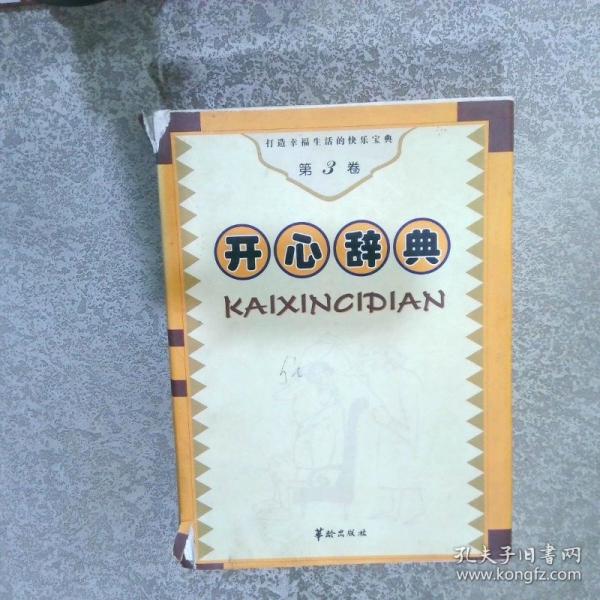 打造幸福生活的快乐宝典
第3卷
开心辞典
KAIXINCIDIAN
华龄出版社
孔夫子旧书网
www.kongfz.com